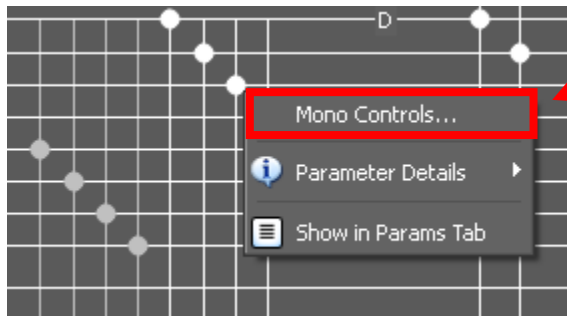 D
Mono Controls...
Parameter Details
Show in Params Tab